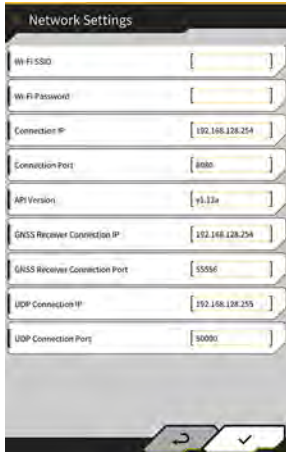 Network Settings
Wi-Fi SSID
[ ]
Wi-Fi Password
[ ]
Connection IP
[ 192.168.128.254 ]
Connection Port
[ 8080 ]
API Version
[ v1.13a ]
GNSS Receiver Connection IP
[ 192.168.128.254 ]
GNSS Receiver Connection Port
[ 55556 ]
UDP Connection IP
[ 192.168.128.255 ]
UDP Connection Port
[ 50000 ]